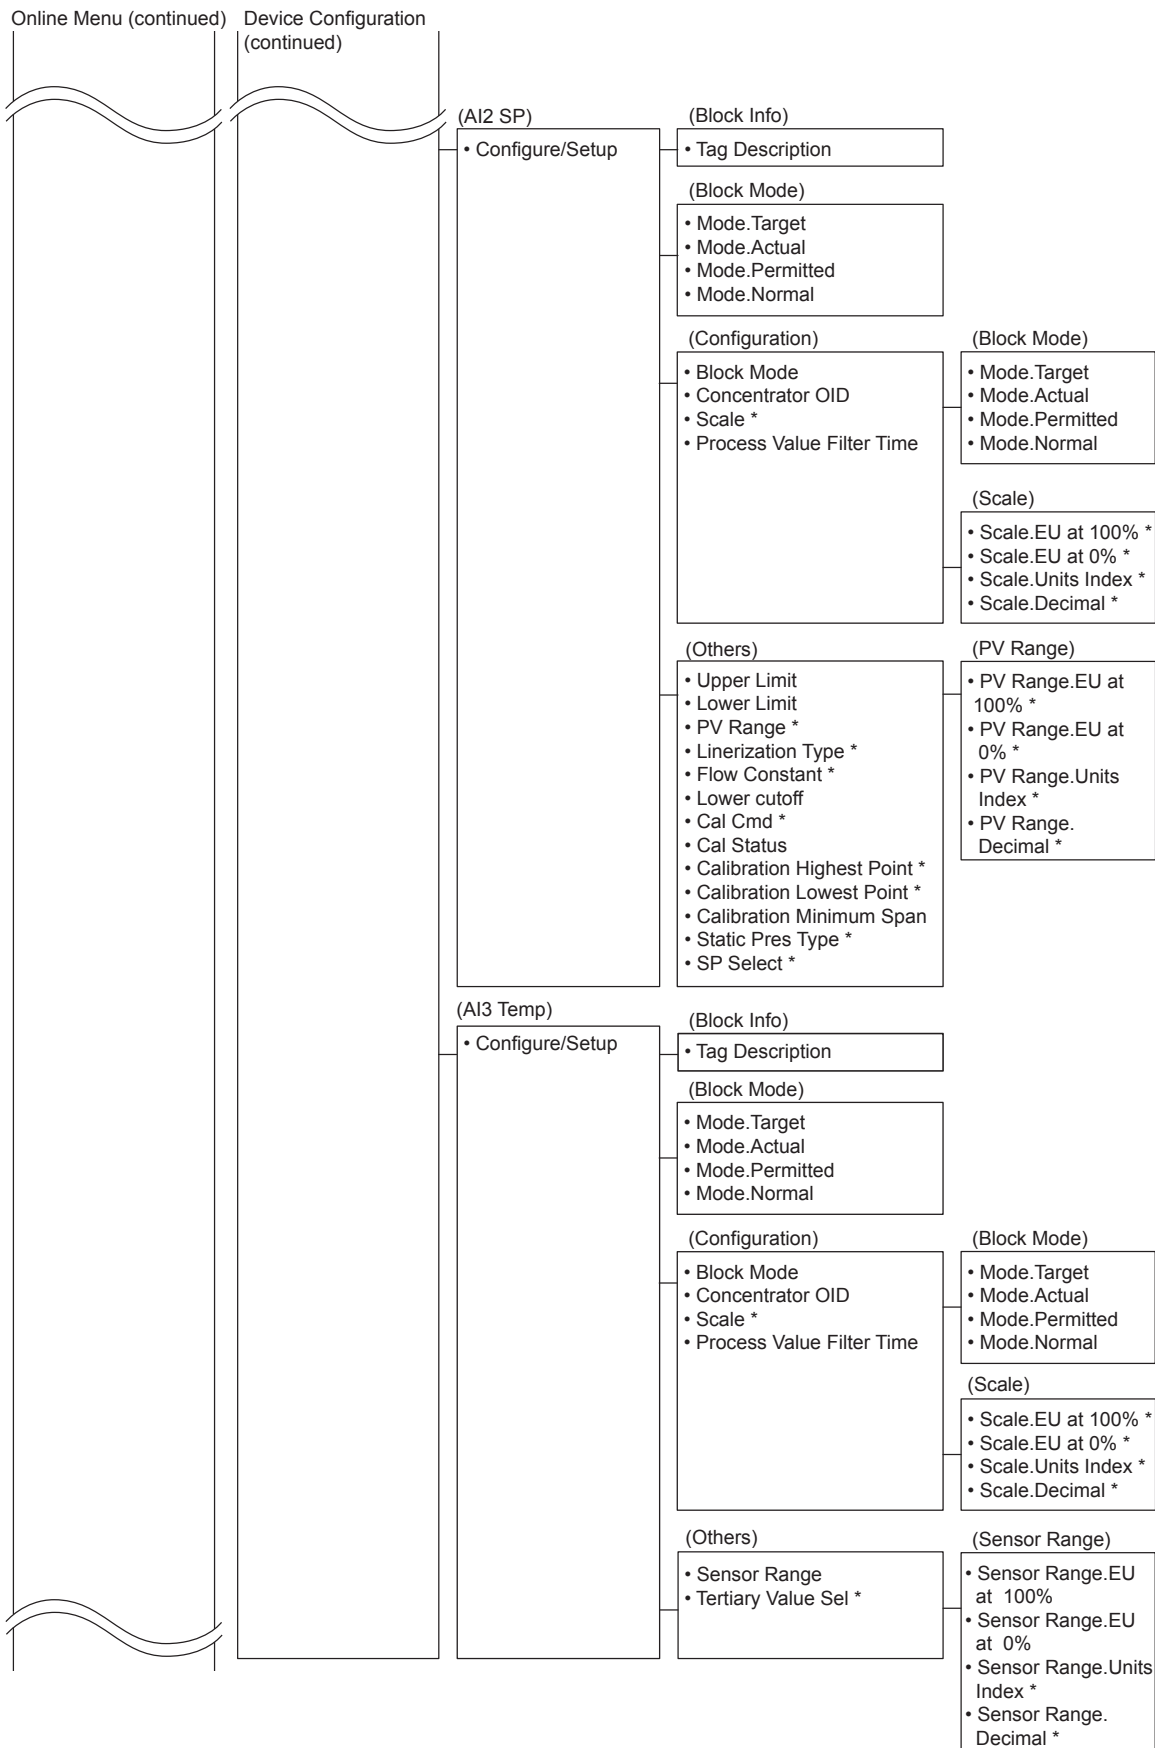 Online Menu (continued)
Device Configuration
(continued)
(AI2 SP)
• Configure/Setup
(Block Info)
• Tag Description
(Block Mode)
• Mode.Target
• Mode.Actual
• Mode.Permitted
• Mode.Normal
(Configuration)
• Block Mode
• Concentrator OID
• Scale *
• Process Value Filter Time
(Block Mode)
• Mode.Target
• Mode.Actual
• Mode.Permitted
• Mode.Normal
(Scale)
• Scale.EU at 100% *
• Scale.EU at 0% *
• Scale.Units Index *
• Scale.Decimal *
(Others)
• Upper Limit
• Lower Limit
• PV Range *
• Linerization Type *
• Flow Constant *
• Lower cutoff
• Cal Cmd *
• Cal Status
• Calibration Highest Point *
• Calibration Lowest Point *
• Calibration Minimum Span
• Static Pres Type *
• SP Select *
(PV Range)
• PV Range.EU at
100% *
• PV Range.EU at
0% *
• PV Range.Units
Index *
• PV Range.
Decimal *
(AI3 Temp)
• Configure/Setup
(Block Info)
• Tag Description
(Block Mode)
• Mode.Target
• Mode.Actual
• Mode.Permitted
• Mode.Normal
(Configuration)
• Block Mode
• Concentrator OID
• Scale *
• Process Value Filter Time
(Block Mode)
• Mode.Target
• Mode.Actual
• Mode.Permitted
• Mode.Normal
(Scale)
• Scale.EU at 100% *
• Scale.EU at 0% *
• Scale.Units Index *
• Scale.Decimal *
(Others)
• Sensor Range
• Tertiary Value Sel *
(Sensor Range)
• Sensor Range.EU
at 100%
• Sensor Range.EU
at 0%
• Sensor Range.Units
Index *
• Sensor Range.
Decimal *